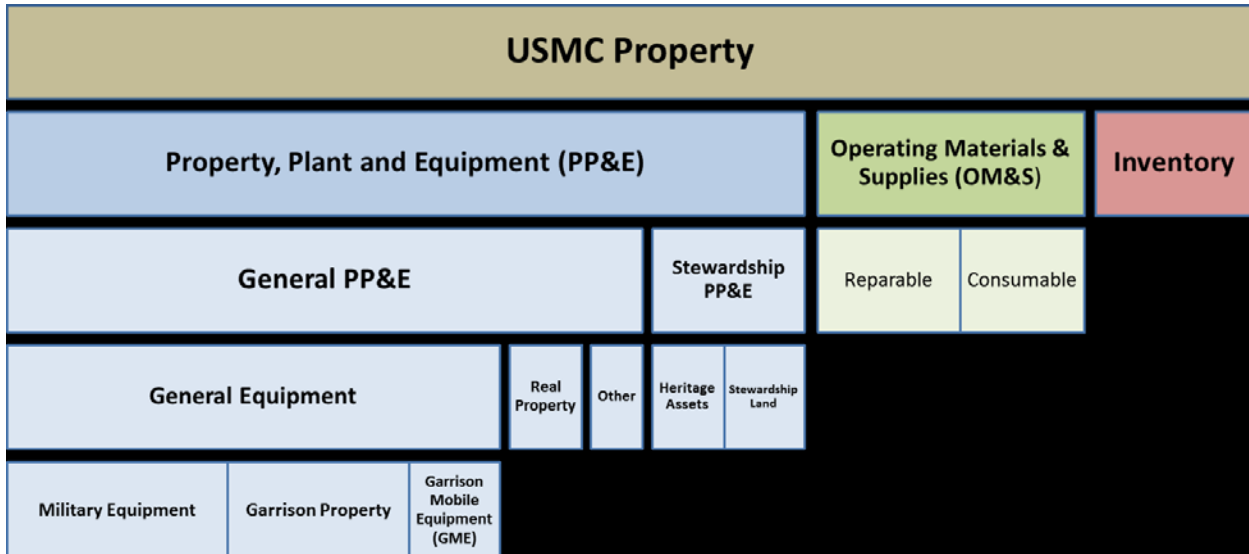 USMC Property
Property, Plant and Equipment (PP&E)
Operating Materials &
Supplies (OM&S)
Inventory
General PP&E
Stewardship
PP&E
Reparable
Consumable
General Equipment
Real
Property
Other
Heritage
Assets
Stewardship
Land
Military Equipment
Garrison Property
Garrison
Mobile
Equipment
(GME)